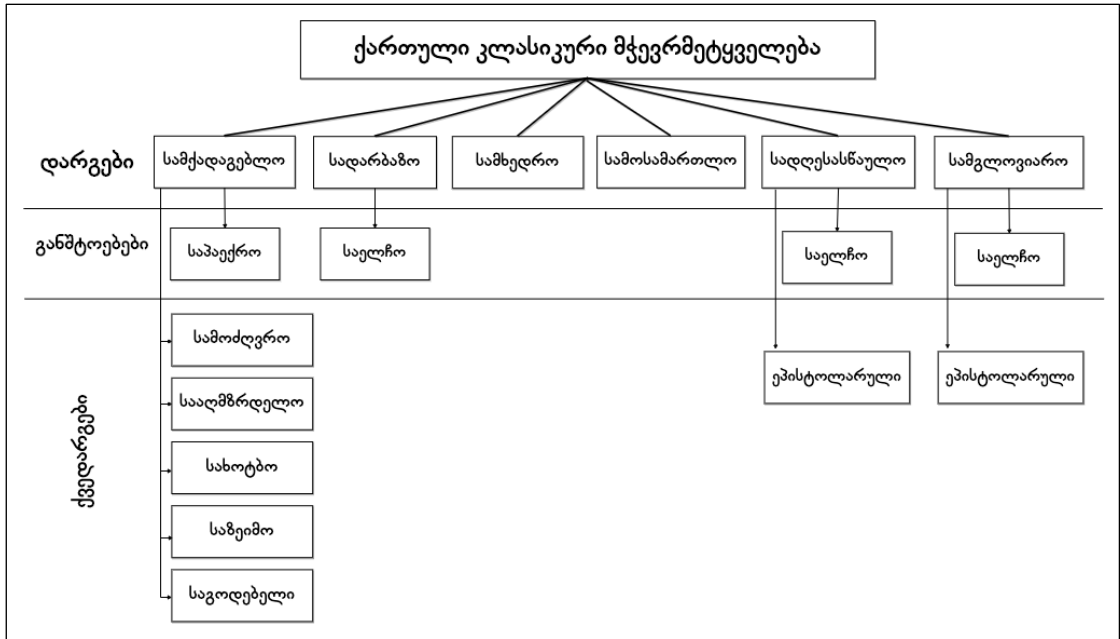 ქართული კლასიკური მჭევრმეტყველება
დარგები
სამქადაგებლო
სადარბაზო
სამხედრო
სამოსამართლო
სადღესასწაულო
სამგლოვიარო
განშტოებები
საპაექრო
საელჩო
საელჩო
საელჩო
ქვედარგები
სამოძღვრო
სააღმზრდელო
სახოტბო
საზეიმო
საგოდებელი
ეპისტოლარული
ეპისტოლარული